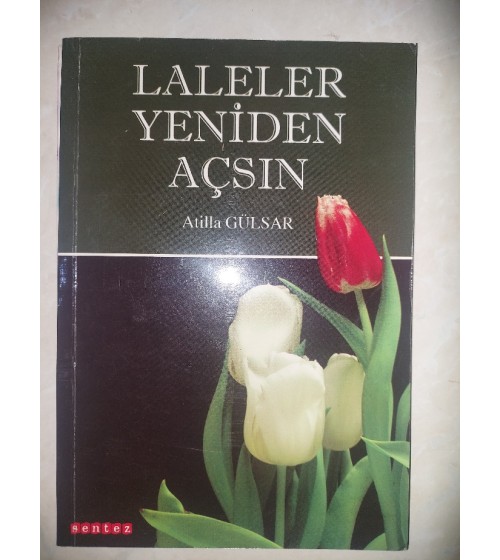 LALELER
YENİDEN
AÇSIN
Atilla GÜLSAR
sentez